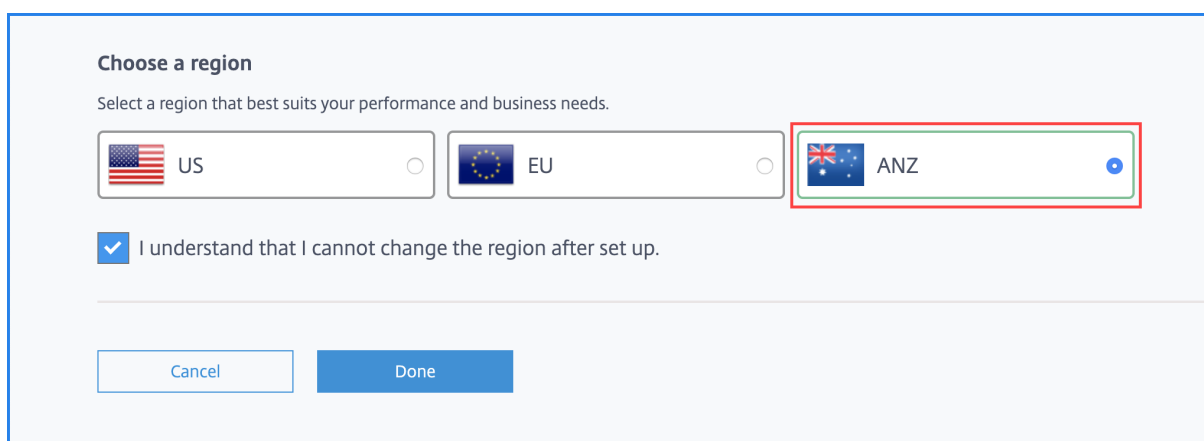 Choose a region
Select a region that best suits your performance and business needs.
US
EU
ANZ
I understand that I cannot change the region after set up.
Cancel
Done